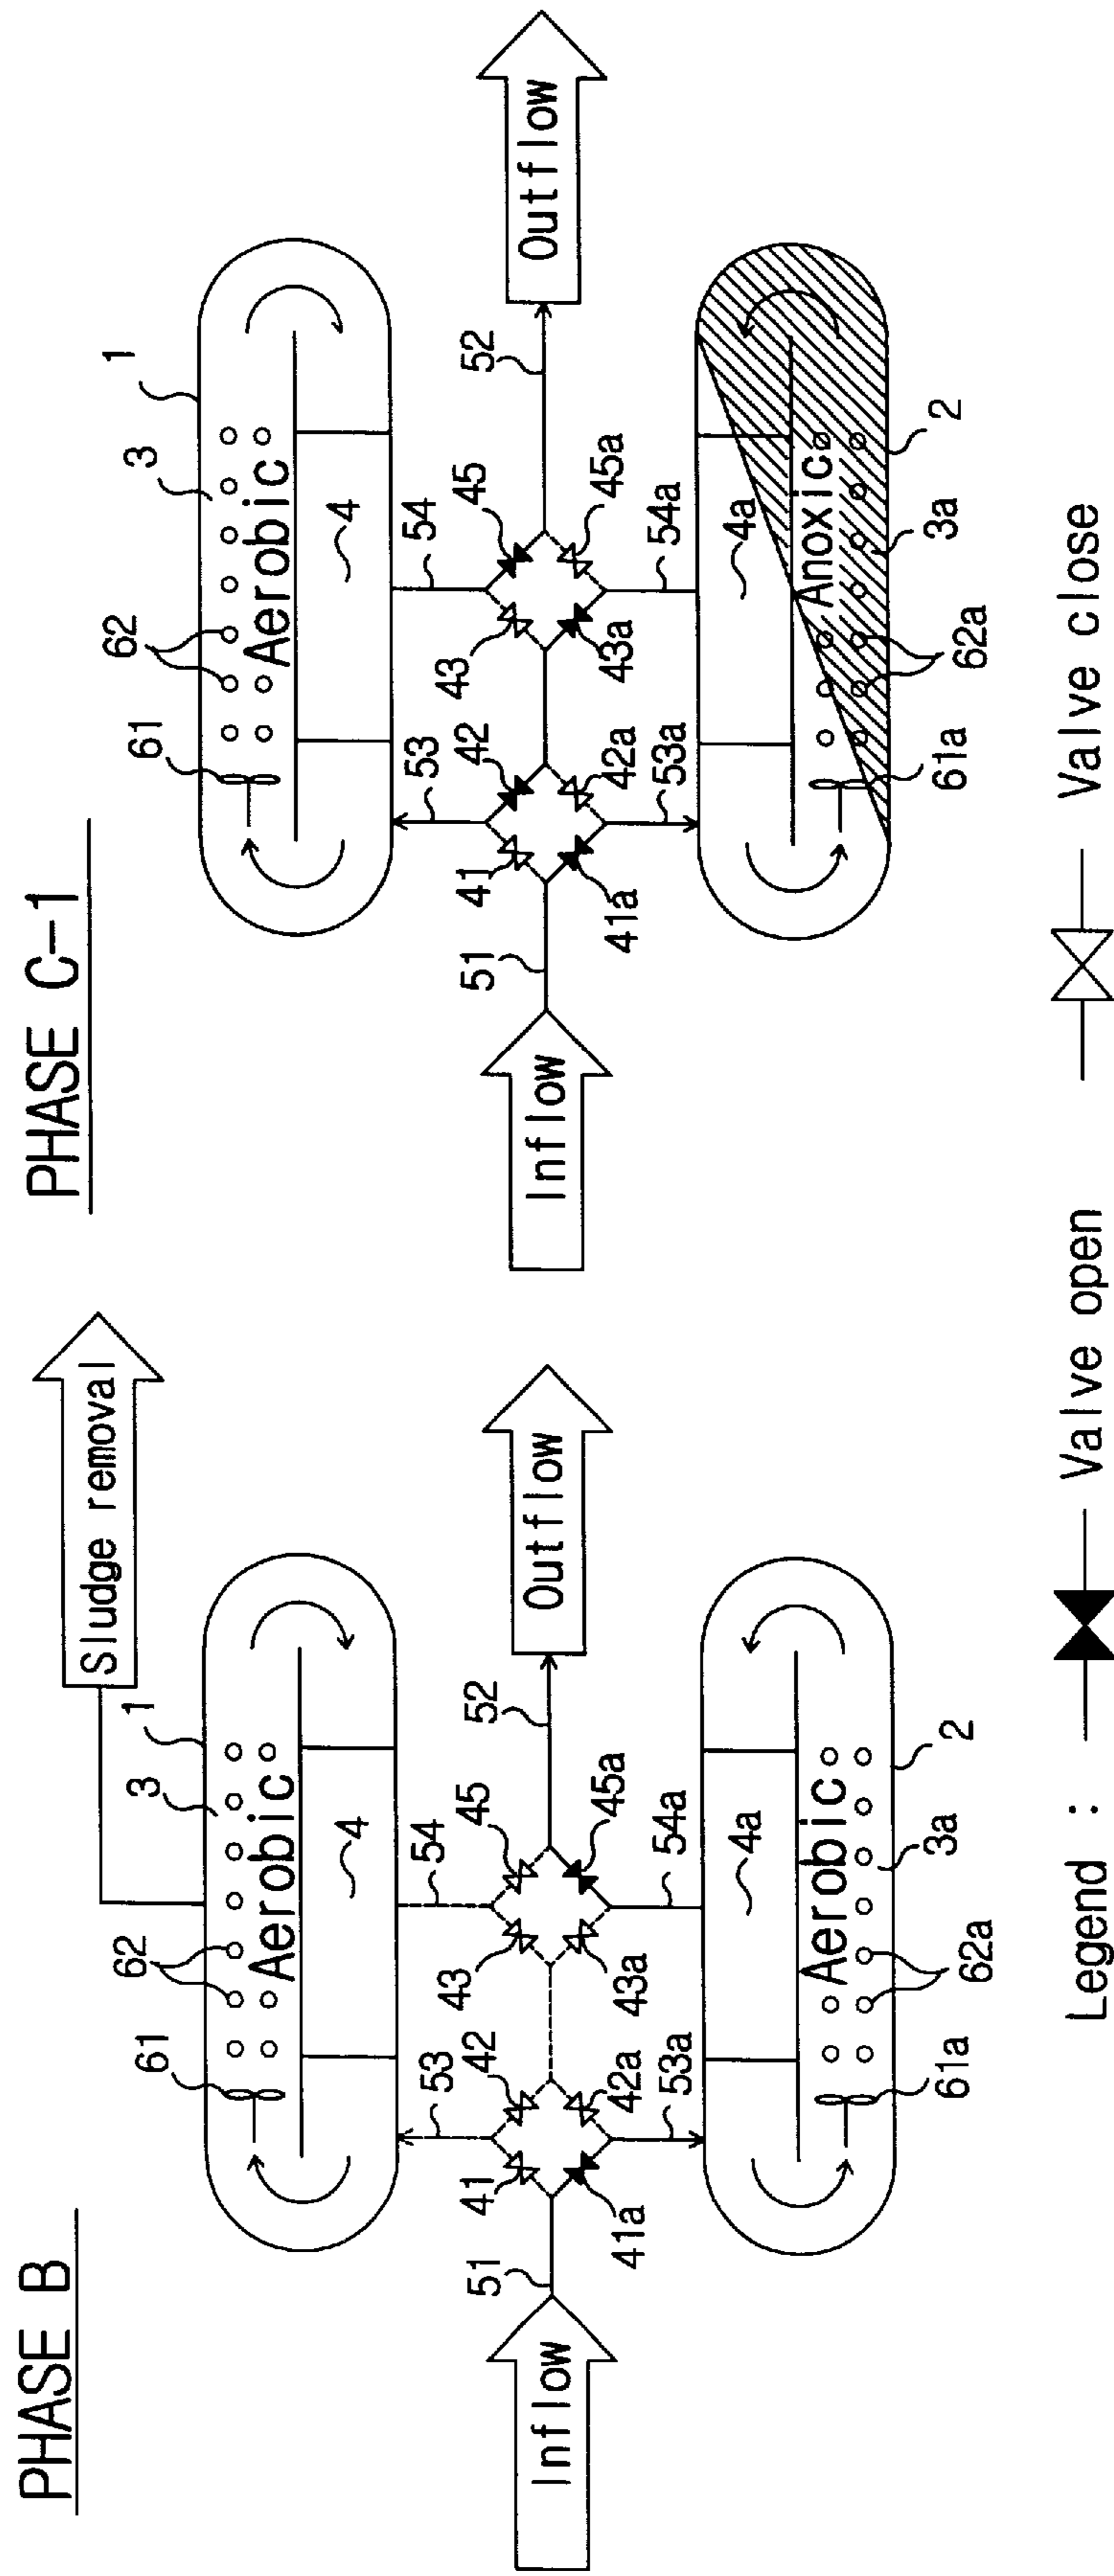 PHASE B
Sludge removal
1
3
62
61
Aerobic
4
53
42
41
43
54
45
52
51
Inflow
Outflow
41a
42a
43a
45a
53a
54a
4a
Aerobic
3a
2
61a
62a
PHASE C-1
1
3
62
61
Aerobic
4
53
42
41
43
54
45
52
51
Inflow
Outflow
41a
42a
43a
45a
53a
54a
4a
Anoxic
3a
2
61a
62a
Legend : Valve open Valve close